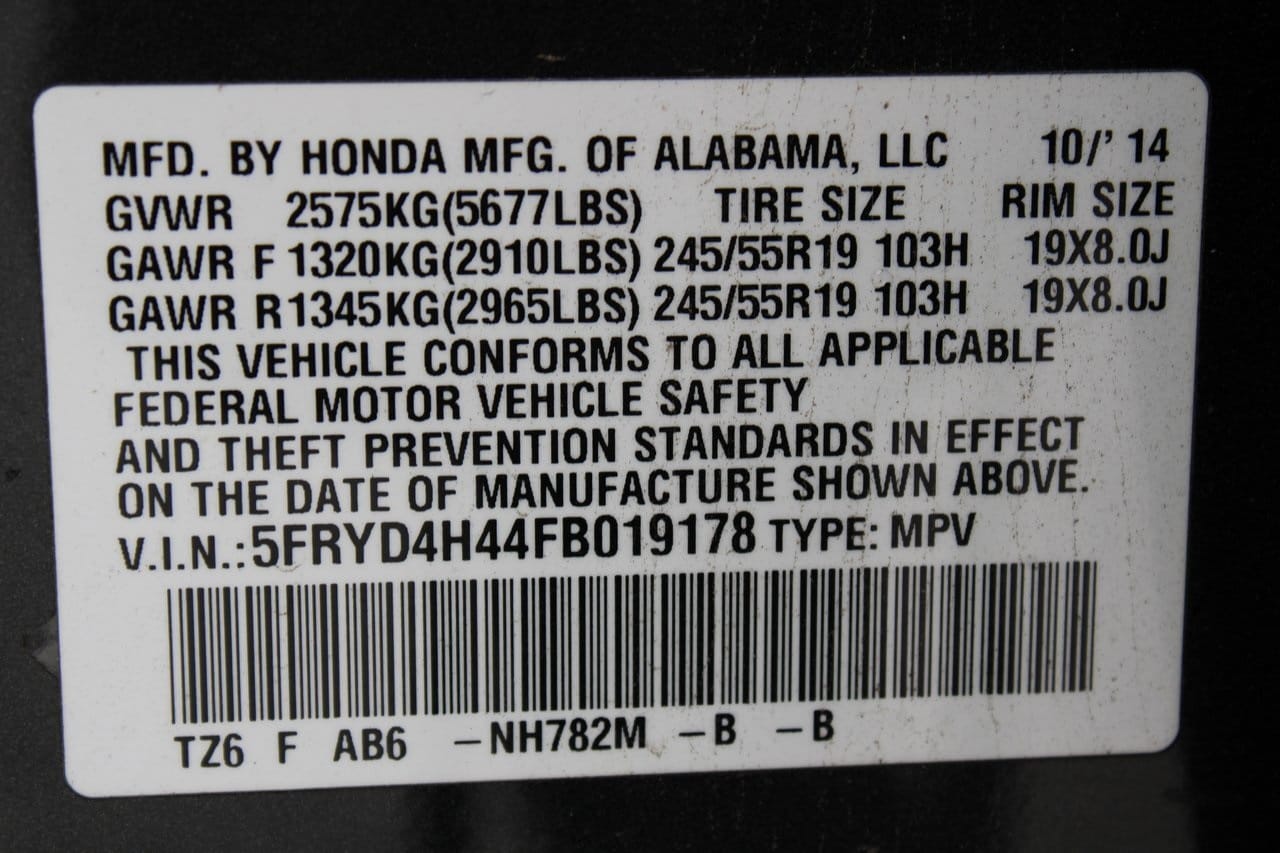 MFD. BY HONDA MFG. OF ALABAMA, LLC 10/' 14
GVWR 2575KG(5677LBS) TIRE SIZE RIM SIZE
GAWR F 1320KG(2910LBS) 245/55R19 103H 19X8.0J
GAWR R 1345KG(2965LBS) 245/55R19 103H 19X8.0J
THIS VEHICLE CONFORMS TO ALL APPLICABLE
FEDERAL MOTOR VEHICLE SAFETY
AND THEFT PREVENTION STANDARDS IN EFFECT
ON THE DATE OF MANUFACTURE SHOWN ABOVE.
V.I.N.:5FRYD4H44FB019178 TYPE: MPV
TZ6 F AB6 –NH782M –B –B